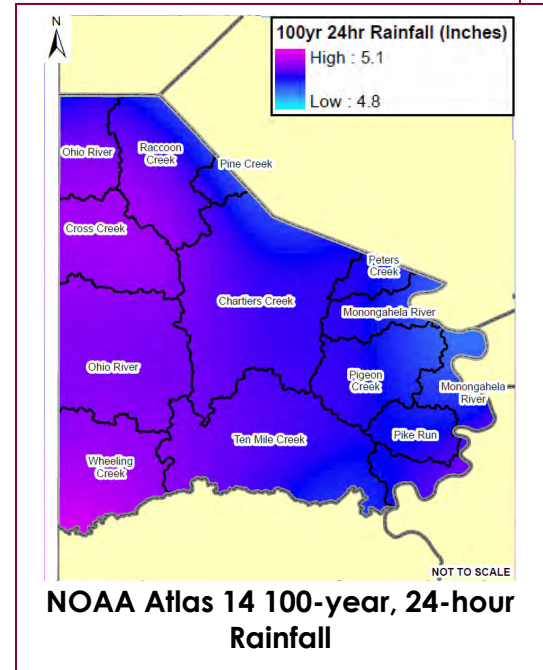 N
100yr 24hr Rainfall (Inches)
High : 5.1
Low : 4.8
Ohio River
Raccoon
Creek
Pine Creek
Cross Creek
Peters
Creek
Chartiers Creek
Monongahela River
Ohio River
Pigeon
Creek
Monongahela
River
Ten Mile Creek
Pike Run
Wheeling
Creek
NOT TO SCALE
NOAA Atlas 14 100-year, 24-hour
Rainfall